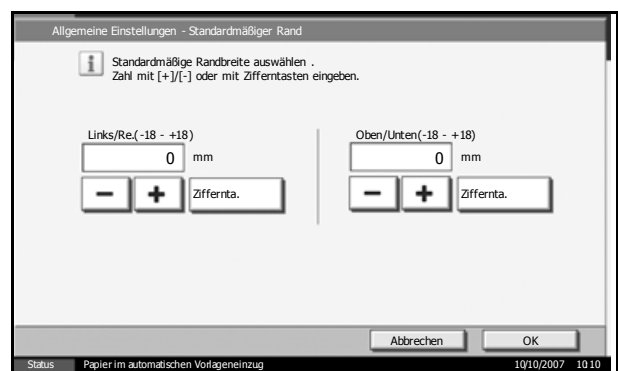 Allgemeine Einstellungen - Standardmäßiger Rand
Standardmäßige Randbreite auswählen .
Zahl mit [+]/[-] oder mit Zifferntasten eingeben.
Links/Re.(-18 - +18)
0 mm
Ziffernta.
Oben/Unten(-18 - +18)
0 mm
Ziffernta.
Abbrechen OK
Status Papier im automatischen Vorlageneinzug 10/10/2007 10:10